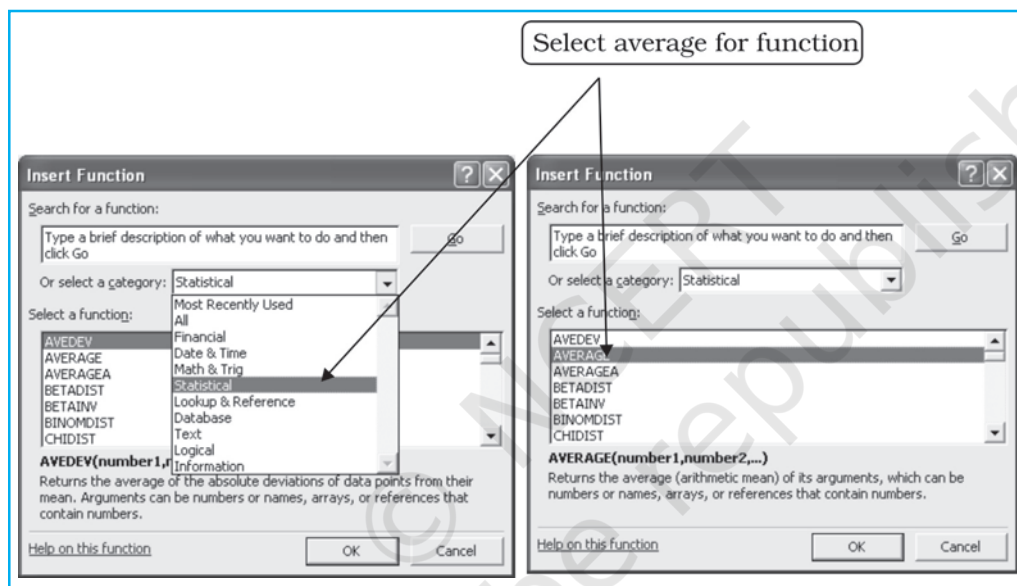 Select average for function
Insert Function
Search for a function:
Type a brief description of what you want to do and then
click Go
Go
Or select a category: Statistical
Most Recently Used
All
Financial
Date & Time
Math & Trig
Statistical
Lookup & Reference
Database
Text
Logical
Information
Select a function:
AVEDEV
AVERAGE
AVERAGEA
BETADIST
BETAINV
BINOMDIST
CHIDIST
AVEDEV(number1,n
Returns the average of the absolute deviations of data points from their
mean. Arguments can be numbers or names, arrays, or references that
contain numbers.
Help on this function
OK
Cancel
Insert Function
Search for a function:
Type a brief description of what you want to do and then
click Go
Go
Or select a category: Statistical
Select a function:
AVEDEV
AVERAGE
AVERAGEA
BETADIST
BETAINV
BINOMDIST
CHIDIST
AVERAGE(number1,number2,...)
Returns the average (arithmetic mean) of its arguments, which can be
numbers or names, arrays, or references that contain numbers.
Help on this function
OK
Cancel
© NCERT
be republish